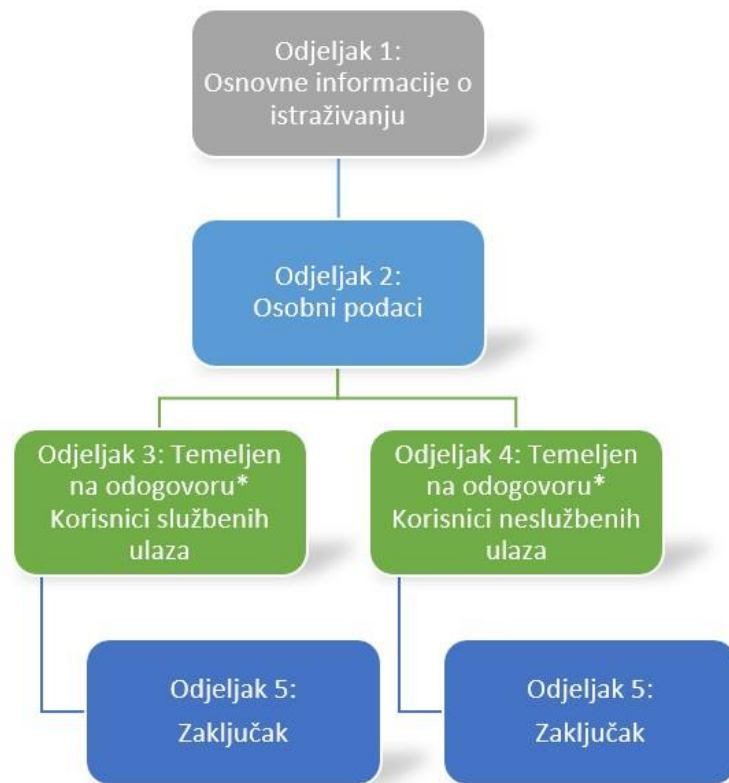 Odjeljak 1:
Osnovne informacije o
istraživanju
Odjeljak 2:
Osobni podaci
Odjeljak 3: Temeljen
na odogovoru*
Korisnici službenih
ulaza
Odjeljak 4: Temeljen
na odogovoru*
Korisnici neslužbenih
ulaza
Odjeljak 5:
Zaključak
Odjeljak 5:
Zaključak